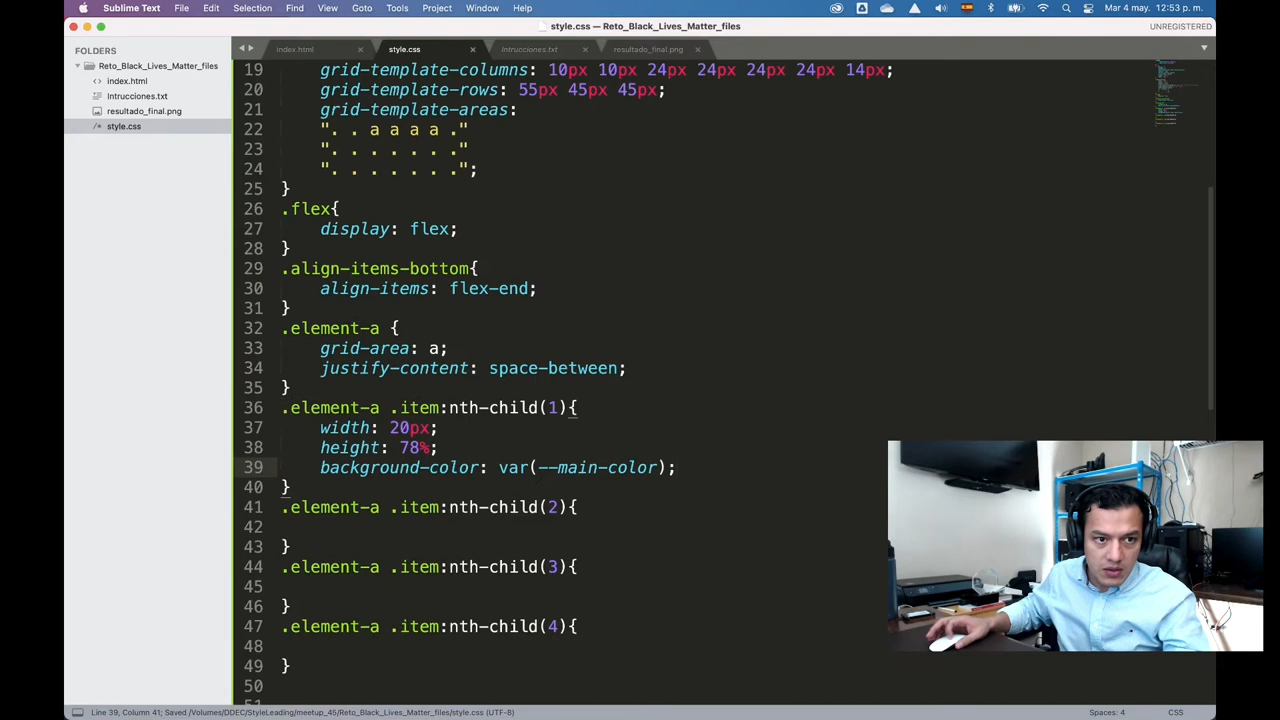 Sublime Text File Edit Selection Find View Goto Tools Project Window Help Mar 4 may. 12:53 p. m.
style.css — Reto_Black_Lives_Matter_files UNREGISTERED
FOLDERS
Reto_Black_Lives_Matter_files
index.html
Intrucciones.txt
resultado_final.png
style.css
index.html style.css Intrucciones.txt resultado_final.png
19 grid-template-columns: 10px 10px 24px 24px 24px 24px 14px;
20 grid-template-rows: 55px 45px 45px;
21 grid-template-areas:
22 ". . a a a a ."
23 ". . . . . . ."
24 ". . . . . . .";
25 }
26 .flex{
27 display: flex;
28 }
29 .align-items-bottom{
30 align-items: flex-end;
31 }
32 .element-a {
33 grid-area: a;
34 justify-content: space-between;
35 }
36 .element-a .item:nth-child(1){
37 width: 20px;
38 height: 78%;
39 background-color: var(--main-color);
40 }
41 .element-a .item:nth-child(2){
42
43 }
44 .element-a .item:nth-child(3){
45
46 }
47 .element-a .item:nth-child(4){
48
49 }
50
Line 39, Column 41; Saved /Volumes/DDEC/StyleLeading/meetup_45/Reto_Black_Lives_Matter_files/style.css (UTF-8) Spaces: 4 CSS